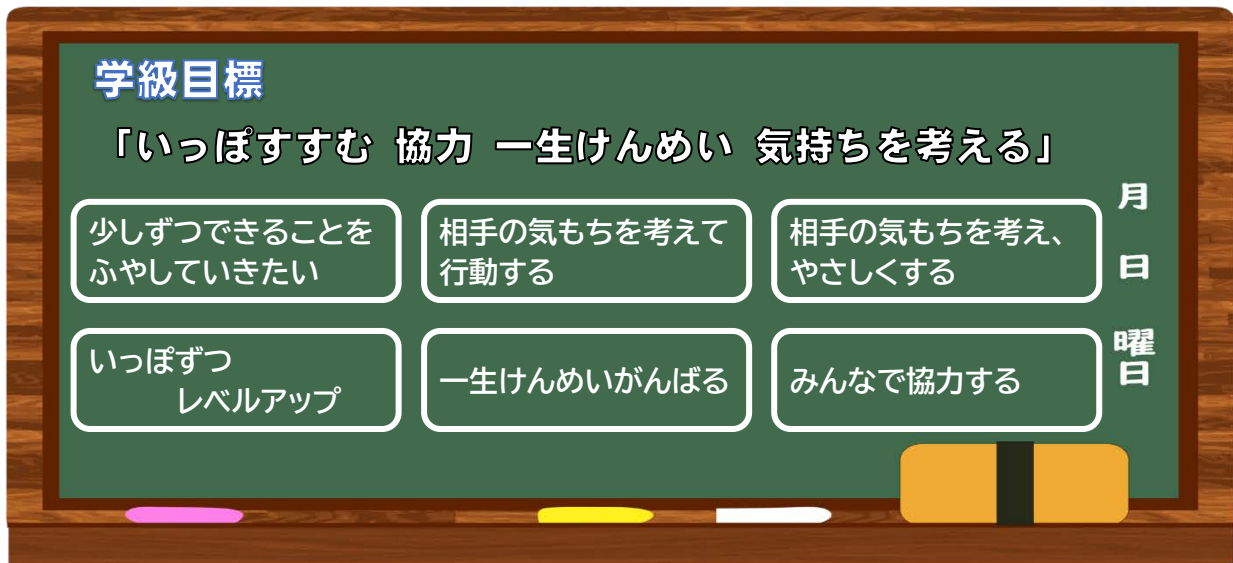 学級目標
「いっぽすすむ 協力 一生けんめい 気持ちを考える」
少しずつできることを
ふやしていきたい
相手の気もちを考えて
行動する
相手の気もちを考え、
やさしくする
いっぽずつ
レベルアップ
一生けんめいがんばる
みんなで協力する
月
日
曜
日